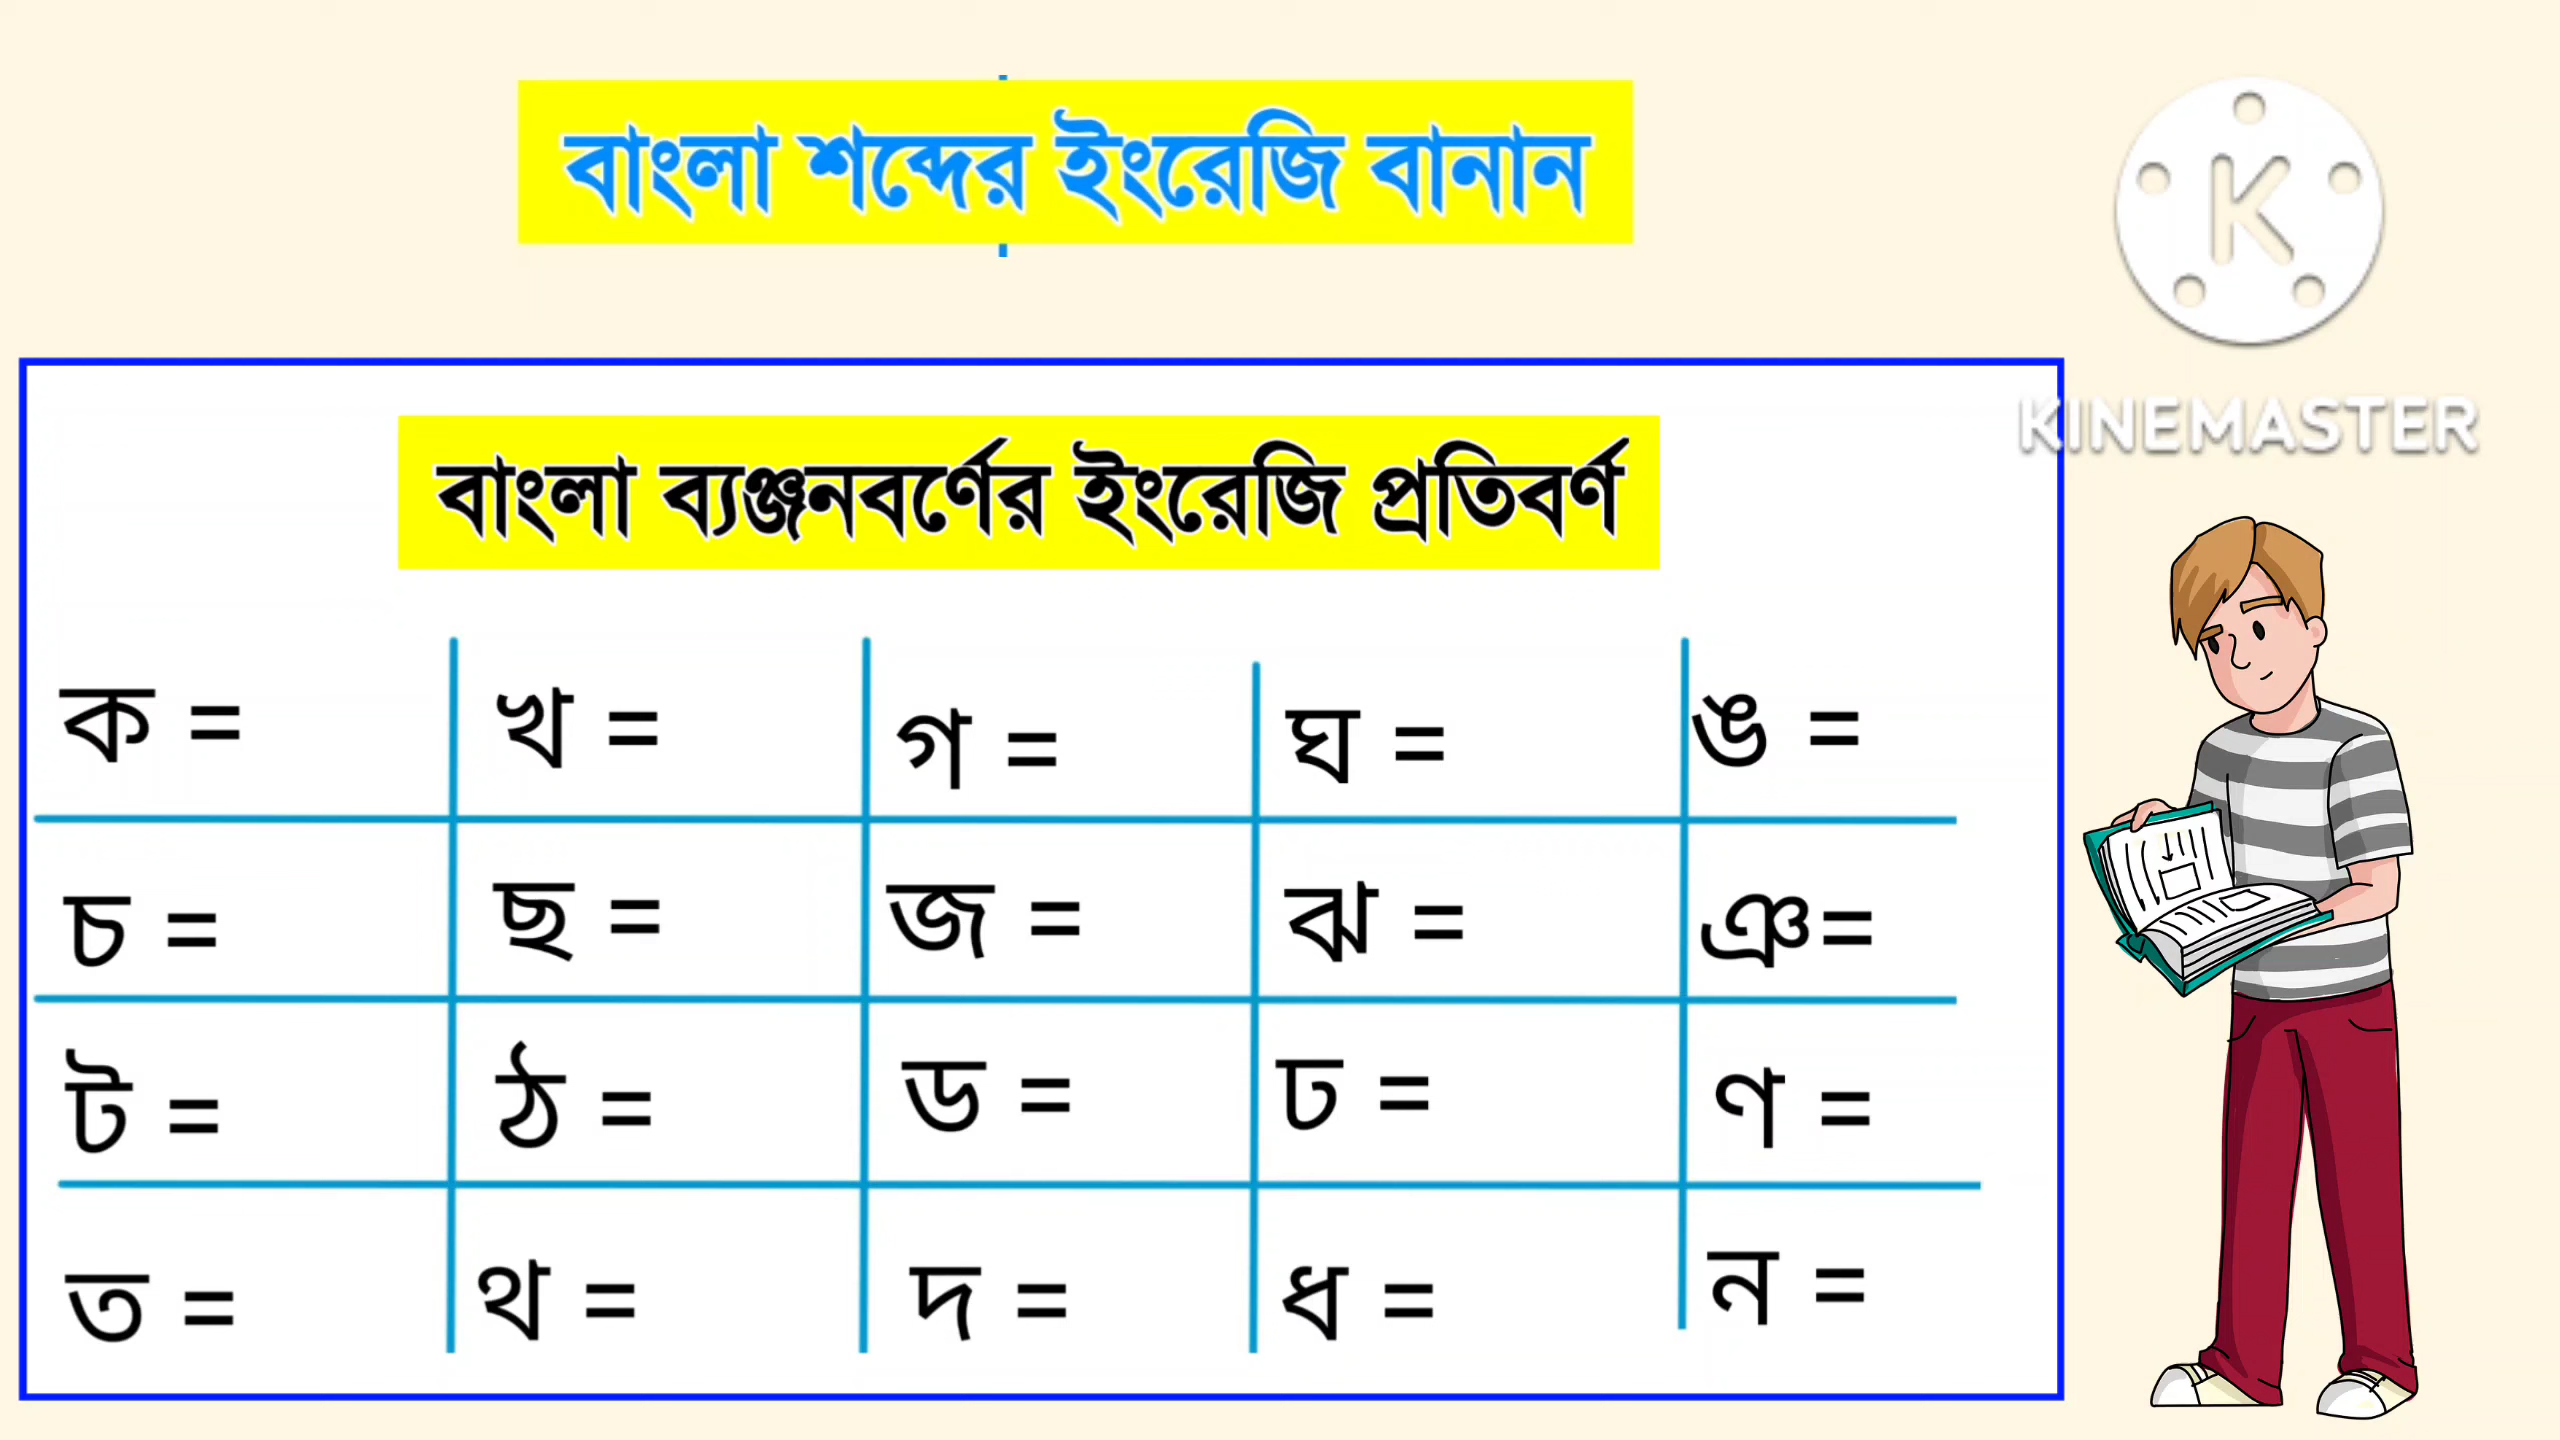 বাংলা শব্দের ইংরেজি বানান
K
KINEMASTER
বাংলা ব্যঞ্জনবর্ণের ইংরেজি প্রতিবর্ণ
ক = খ = গ = ঘ = ঙ =
চ = ছ = জ = ঝ = ঞ=
ট = ঠ = ড = ঢ = ণ =
ত = থ = দ = ধ = ন =